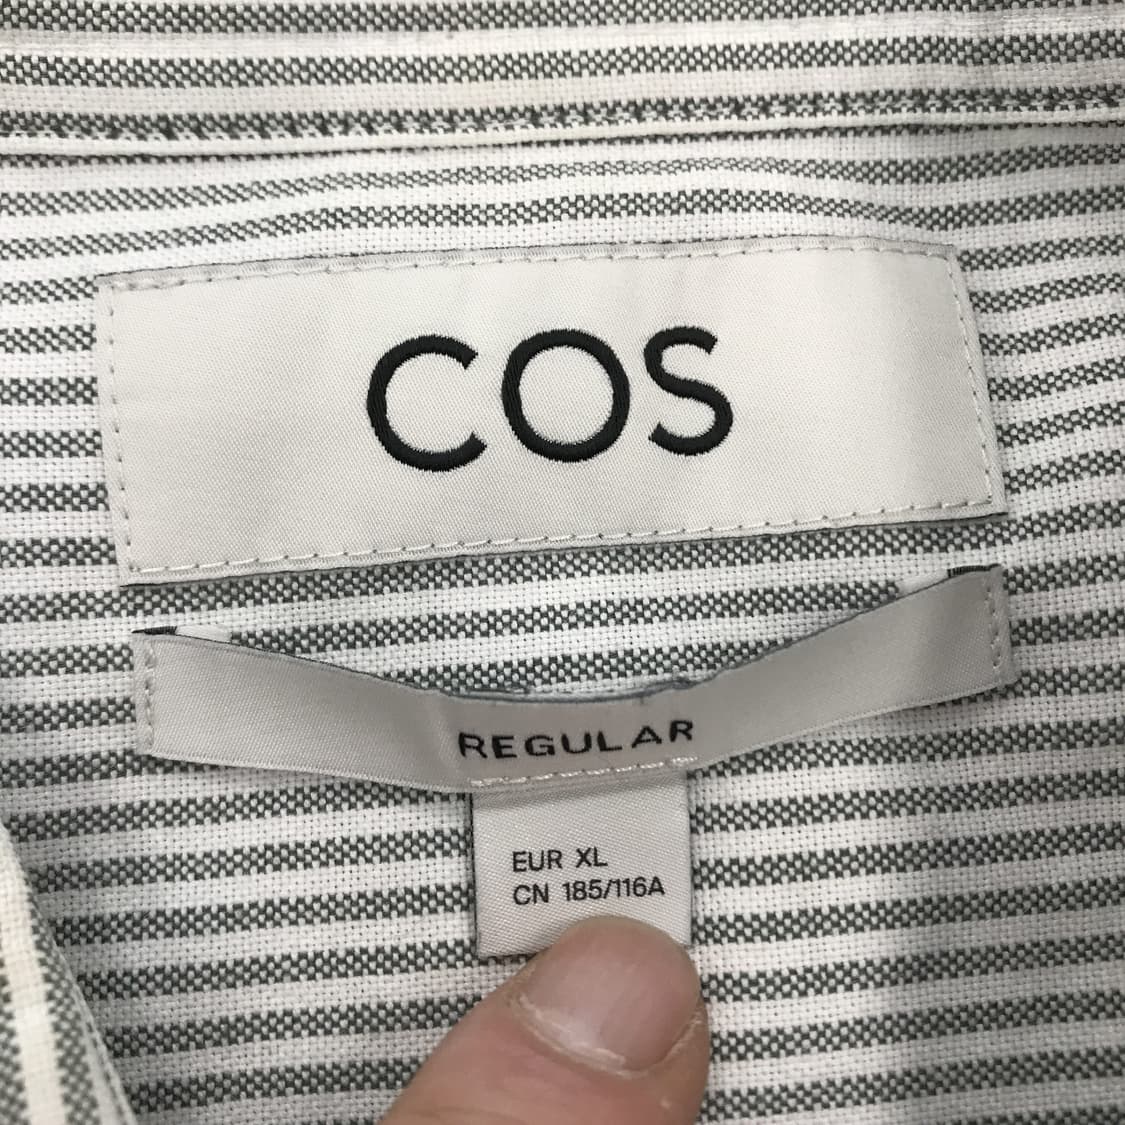 COS
REGULAR
EUR XL
CN 185/116A